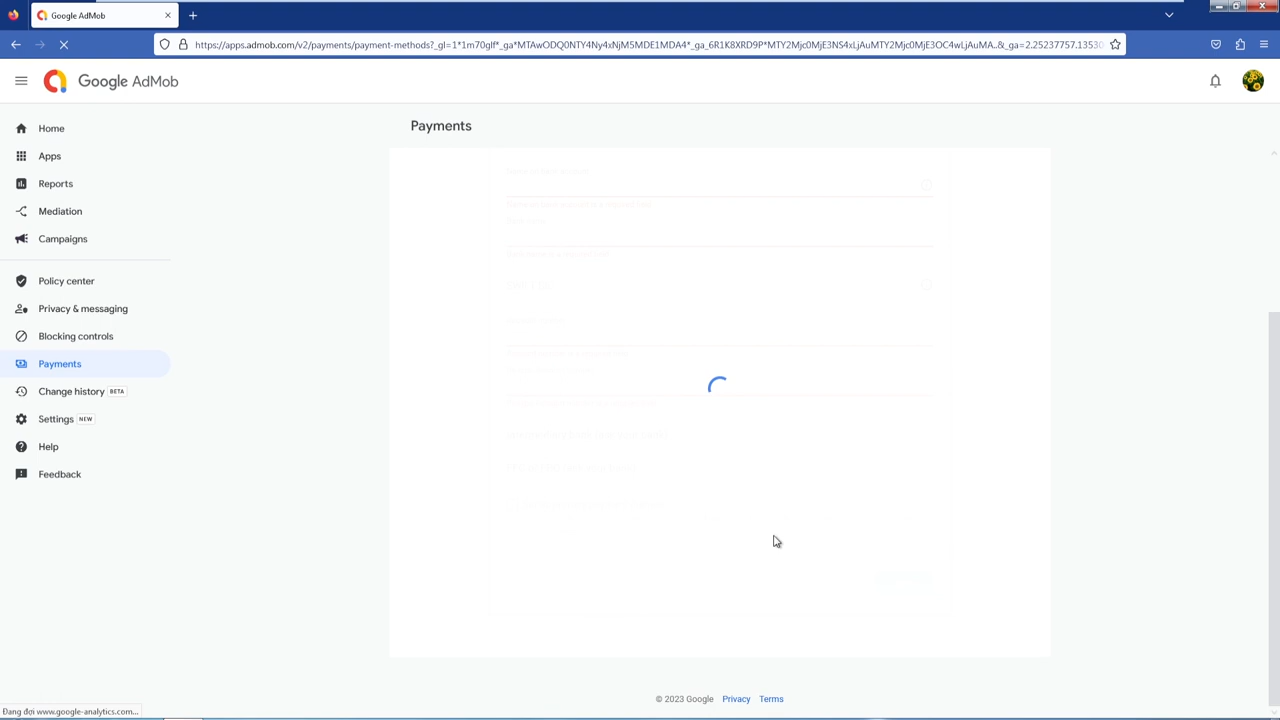 Google AdMob
https://apps.admob.com/v2/payments/payment-methods?_gl=1*1m70glf*_ga*MTAwODQ0NTY4Ny4xNjM5MDE1MDA4*_ga_6R1K8XRD9P*MTY2Mjc0MjE3NS4xLjAuMTY2Mjc0MjE3OC4wLjAuMA..&_ga=2.25237757.13530
Google AdMob
Home
Apps
Reports
Mediation
Campaigns
Policy center
Privacy & messaging
Blocking controls
Payments
Change history BETA
Settings NEW
Help
Feedback
Payments
© 2023 Google Privacy Terms
Đang đợi www.google-analytics.com...